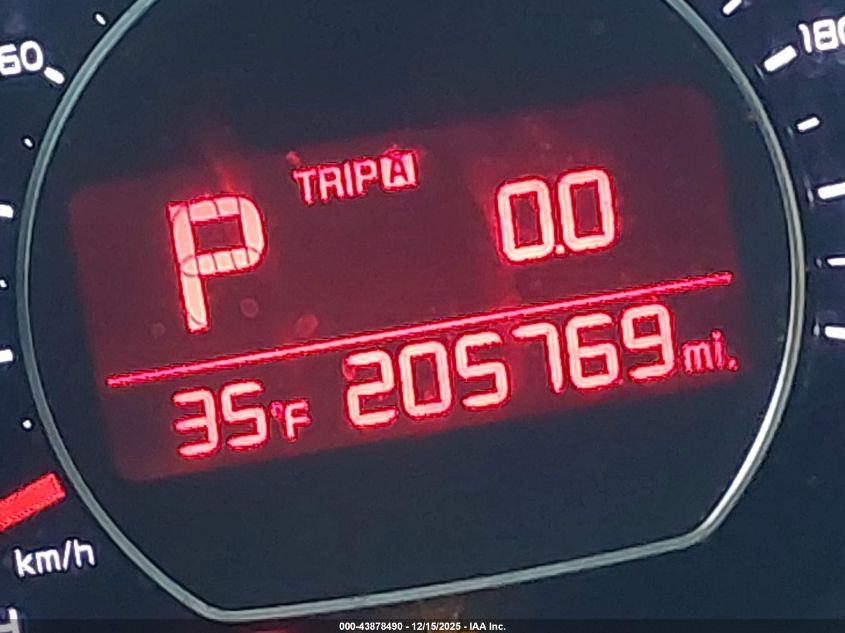 60
180
TRIP A
P 0.0
35°F 205769 mi.
km/h
000-43878490 - 12/15/2025 - IAA Inc.